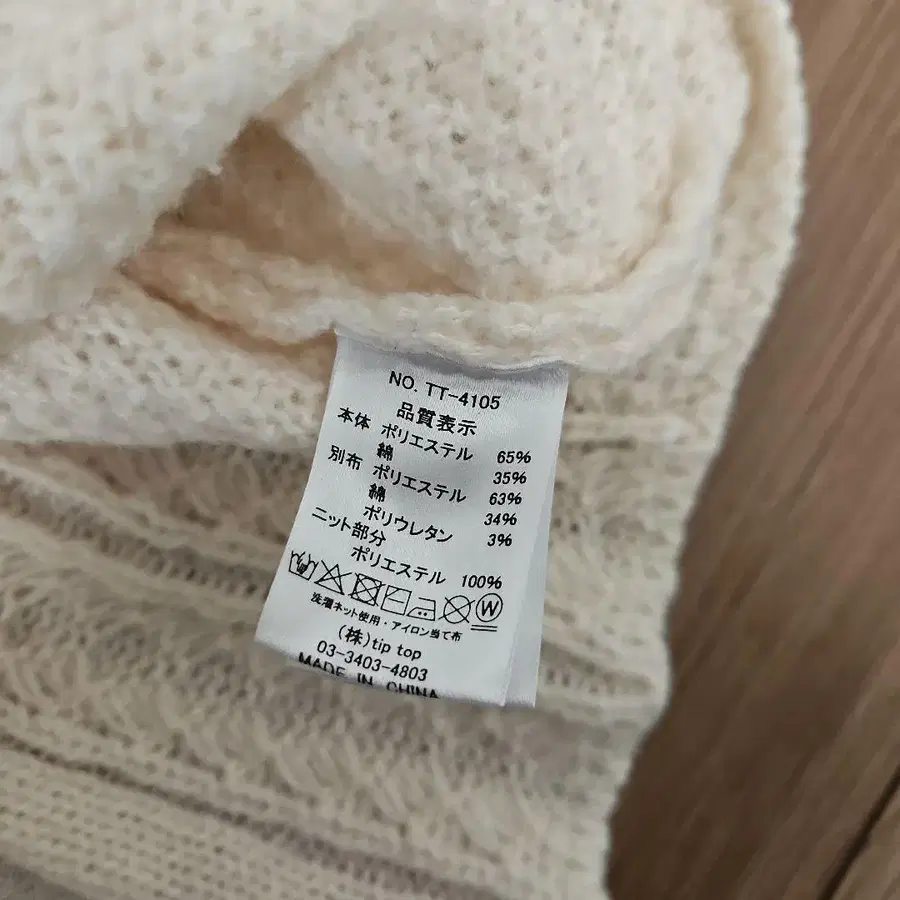 NO. TT-4105
品質表示
本体 ポリエステル 65%
綿 35%
別布 ポリエステル 63%
綿 34%
ポリウレタン 3%
ニット部分
ポリエステル 100%
W
洗濯ネット使用・アイロン当て布
(株)tip top
03-3403-4803
MADE IN CHINA